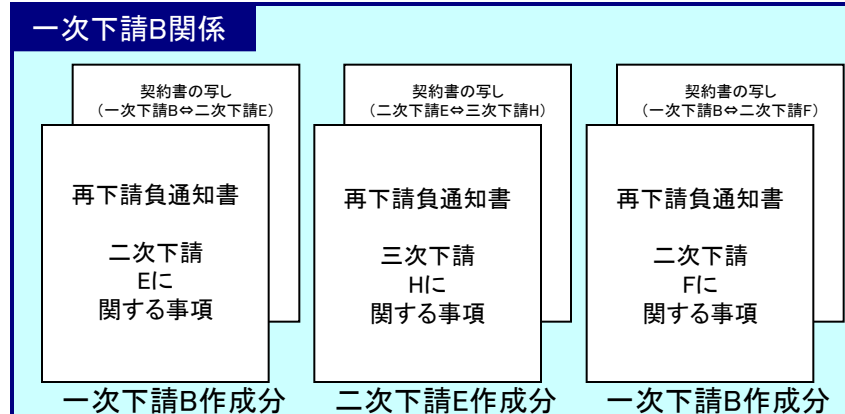 一次下請B関係
契約書の写し
（一次下請B⇔二次下請E）
再下請負通知書
二次下請
Eに
関する事項
一次下請B作成分
契約書の写し
（二次下請E⇔三次下請H）
再下請負通知書
三次下請
Hに
関する事項
二次下請E作成分
契約書の写し
（一次下請B⇔二次下請F）
再下請負通知書
二次下請
Fに
関する事項
一次下請B作成分